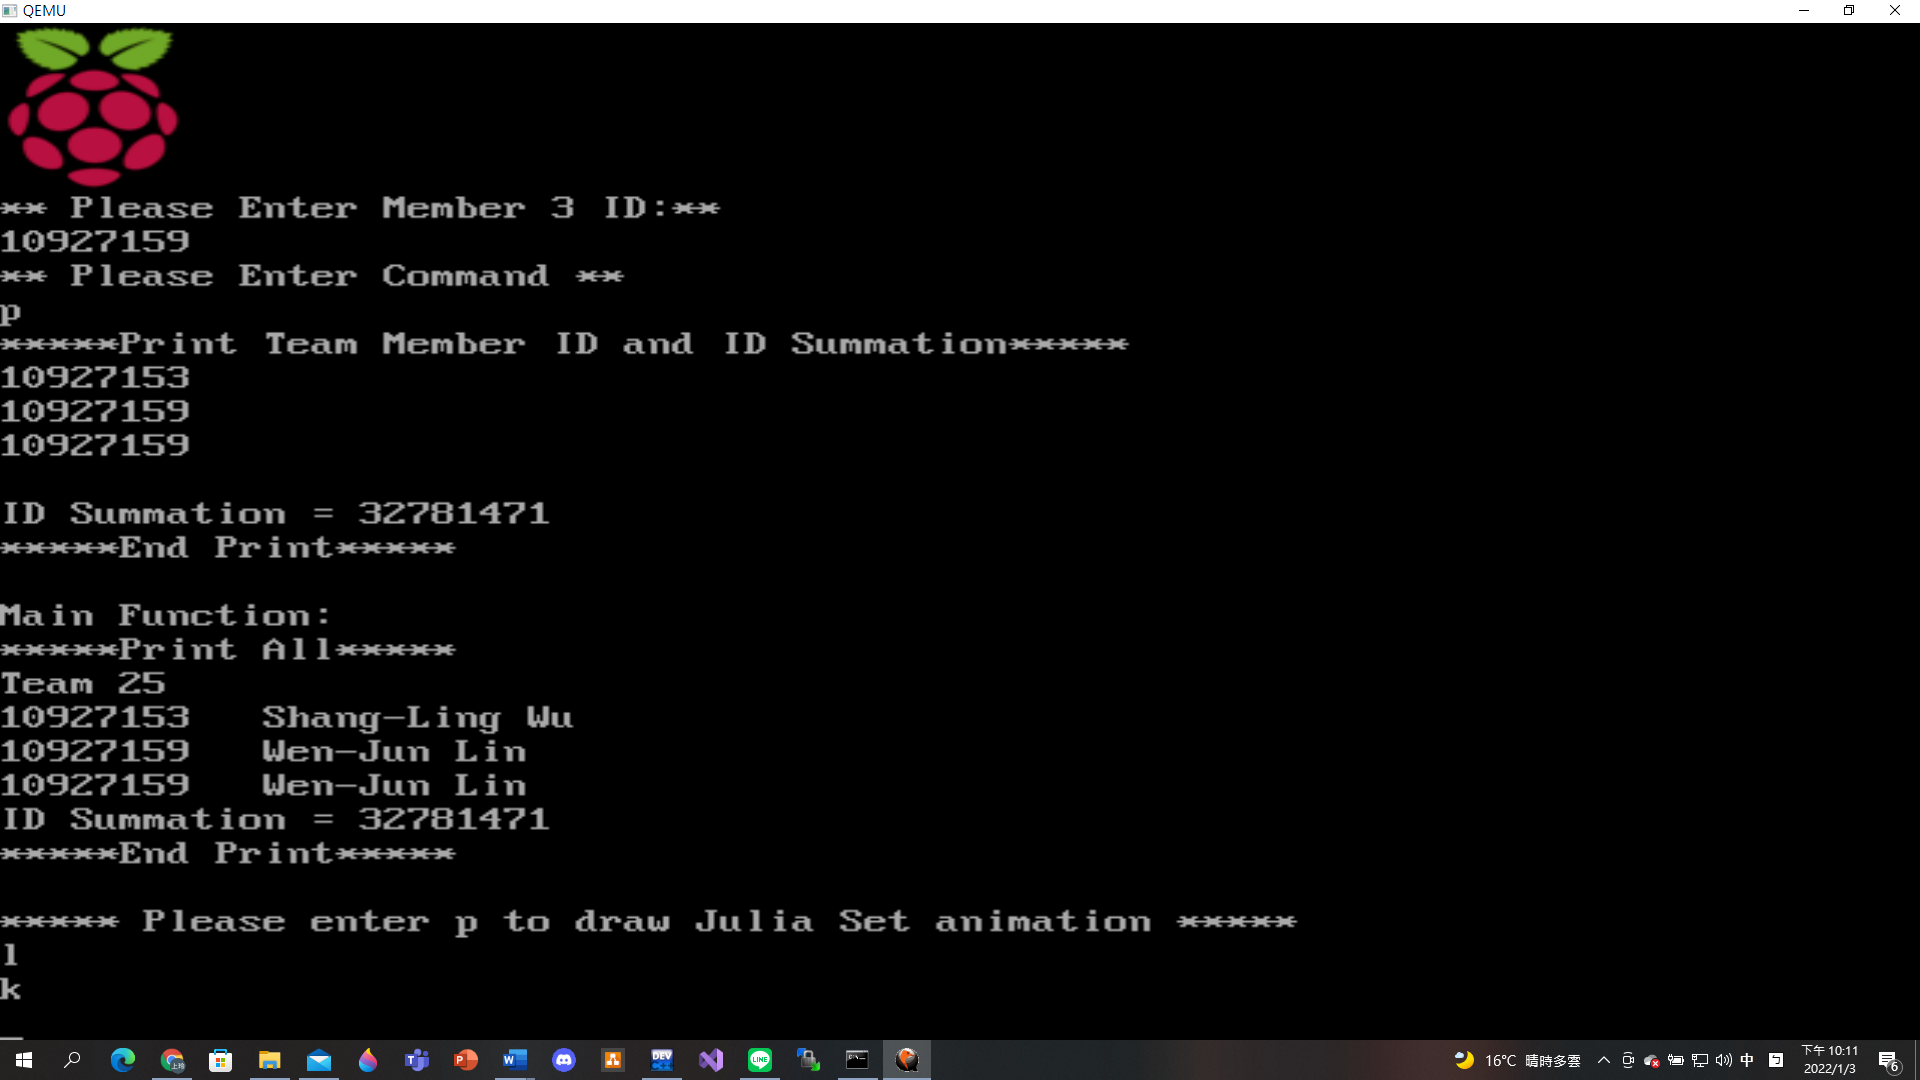 QEMU
** Please Enter Member 3 ID:**
10927159
** Please Enter Command **
p
*****Print Team Member ID and ID Summation*****
10927153
10927159
10927159
ID Summation = 32781471
*****End Print*****
Main Function:
*****Print All*****
Team 25
10927153   Shang-Ling Wu
10927159   Wen-Jun Lin
10927159   Wen-Jun Lin
ID Summation = 32781471
*****End Print*****
***** Please enter p to draw Julia Set animation *****
l
k
16°C 晴時多雲 中 下午 10:11
2022/1/3
6